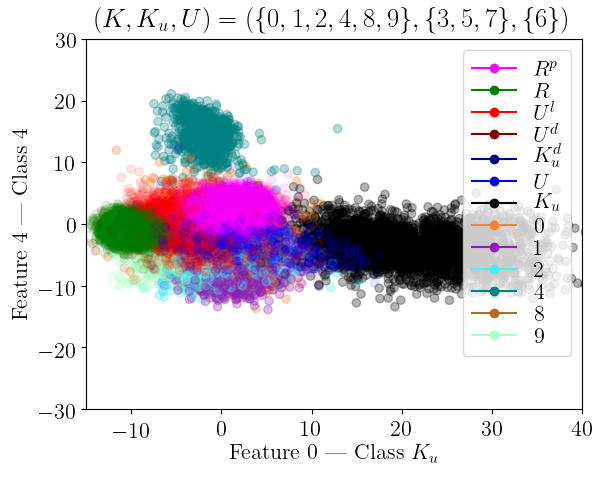 (K, K_u, U) = ({0, 1, 2, 4, 8, 9}, {3, 5, 7}, {6})
30
20
10
0
−10
−20
−30
Feature 4 — Class 4
R^p
R
U^l
U^d
K_u^d
U
K_u
0
1
2
4
8
9
−10
0
10
20
30
40
Feature 0 — Class K_u